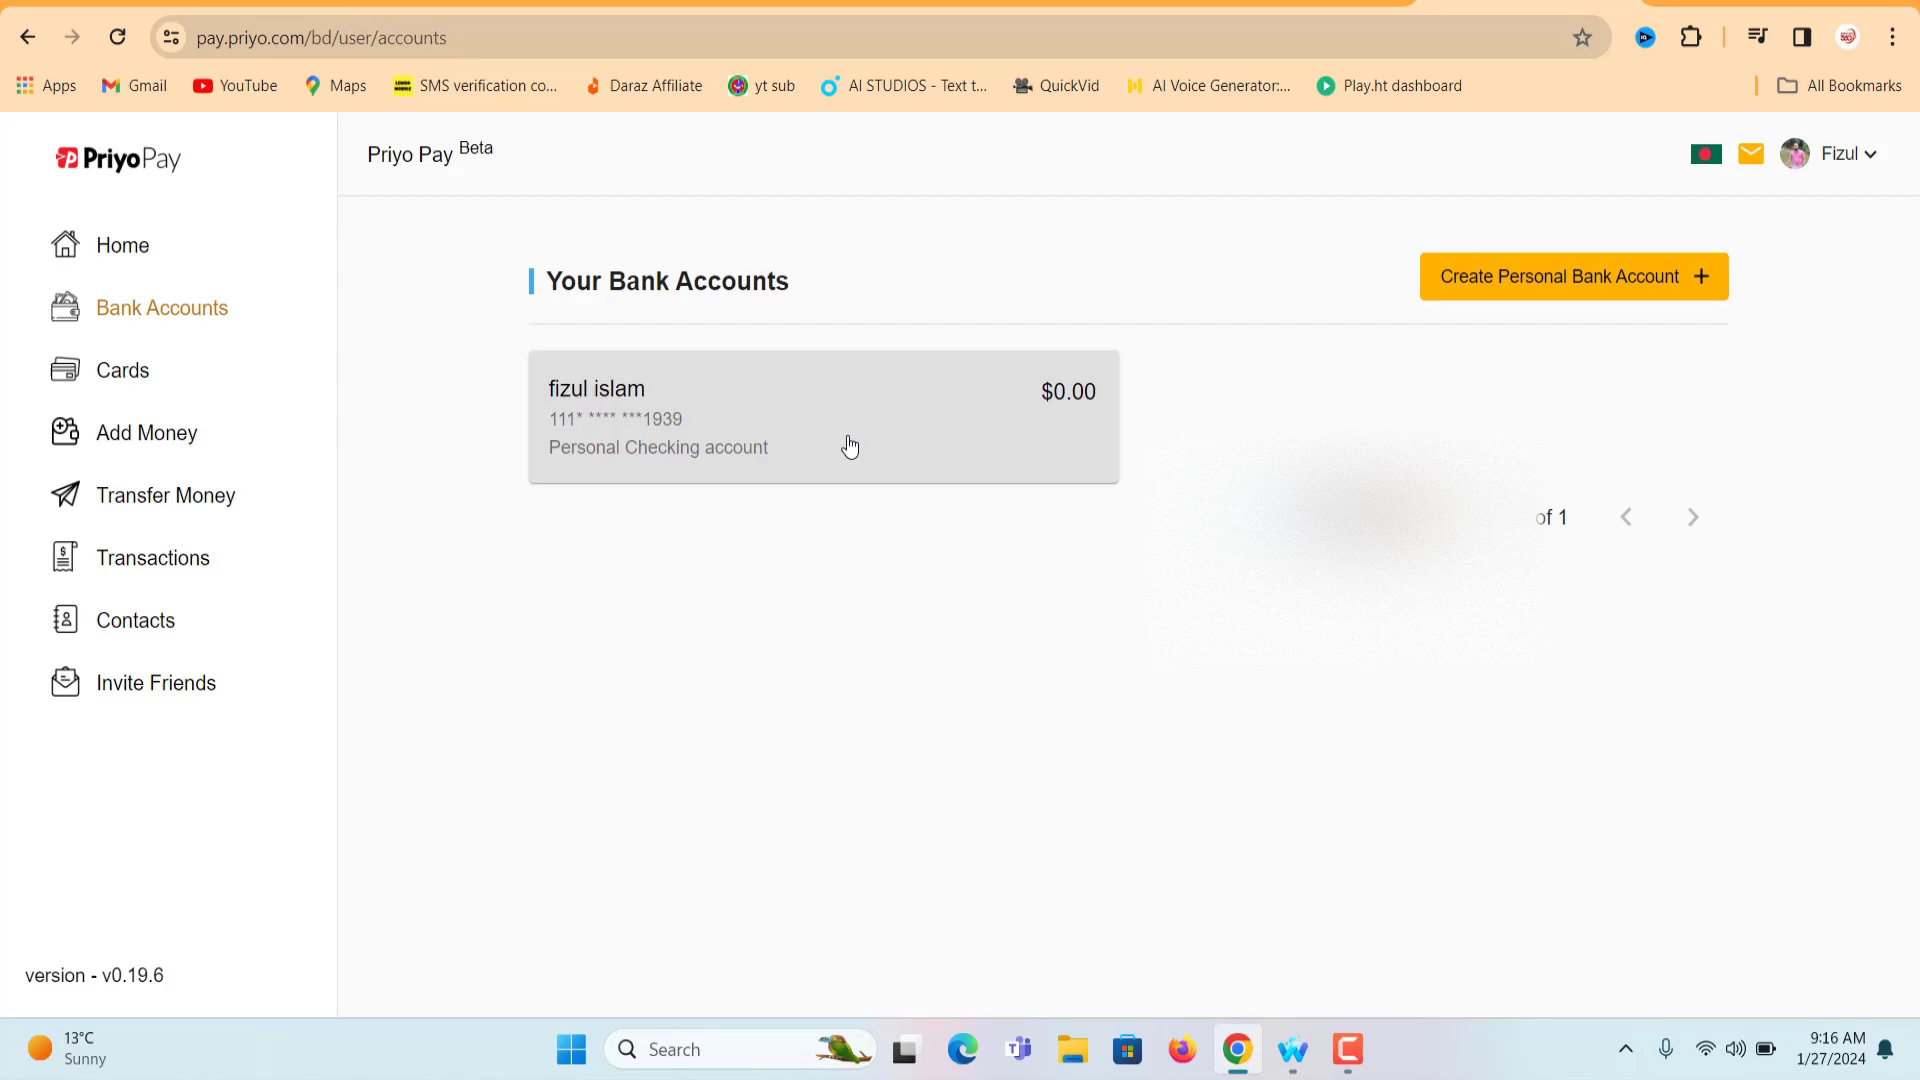 pay.priyo.com/bd/user/accounts
Apps
Gmail
YouTube
Maps
SMS verification co...
Daraz Affiliate
yt sub
AI STUDIOS - Text t...
QuickVid
AI Voice Generator:...
Play.ht dashboard
All Bookmarks
Priyo Pay
Priyo Pay Beta
Fizul
Home
Bank Accounts
Cards
Add Money
Transfer Money
Transactions
Contacts
Invite Friends
version - v0.19.6
Your Bank Accounts
Create Personal Bank Account +
fizul islam
$0.00
111* **** ***1939
Personal Checking account
of 1
13°C
Sunny
Search
9:16 AM
1/27/2024